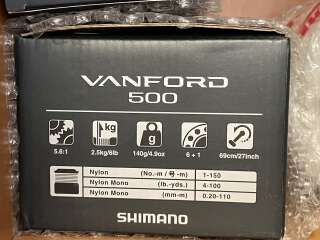 VANFORD
500
kg
g
5.6:1
2.5kg/6lb
140g/4.9oz
6 + 1
69cm/27inch
Nylon (No.-m / 号-m) 1-150
Nylon Mono (lb.-yds.) 4-100
Nylon Mono (mm-m) 0.20-110
SHIMANO